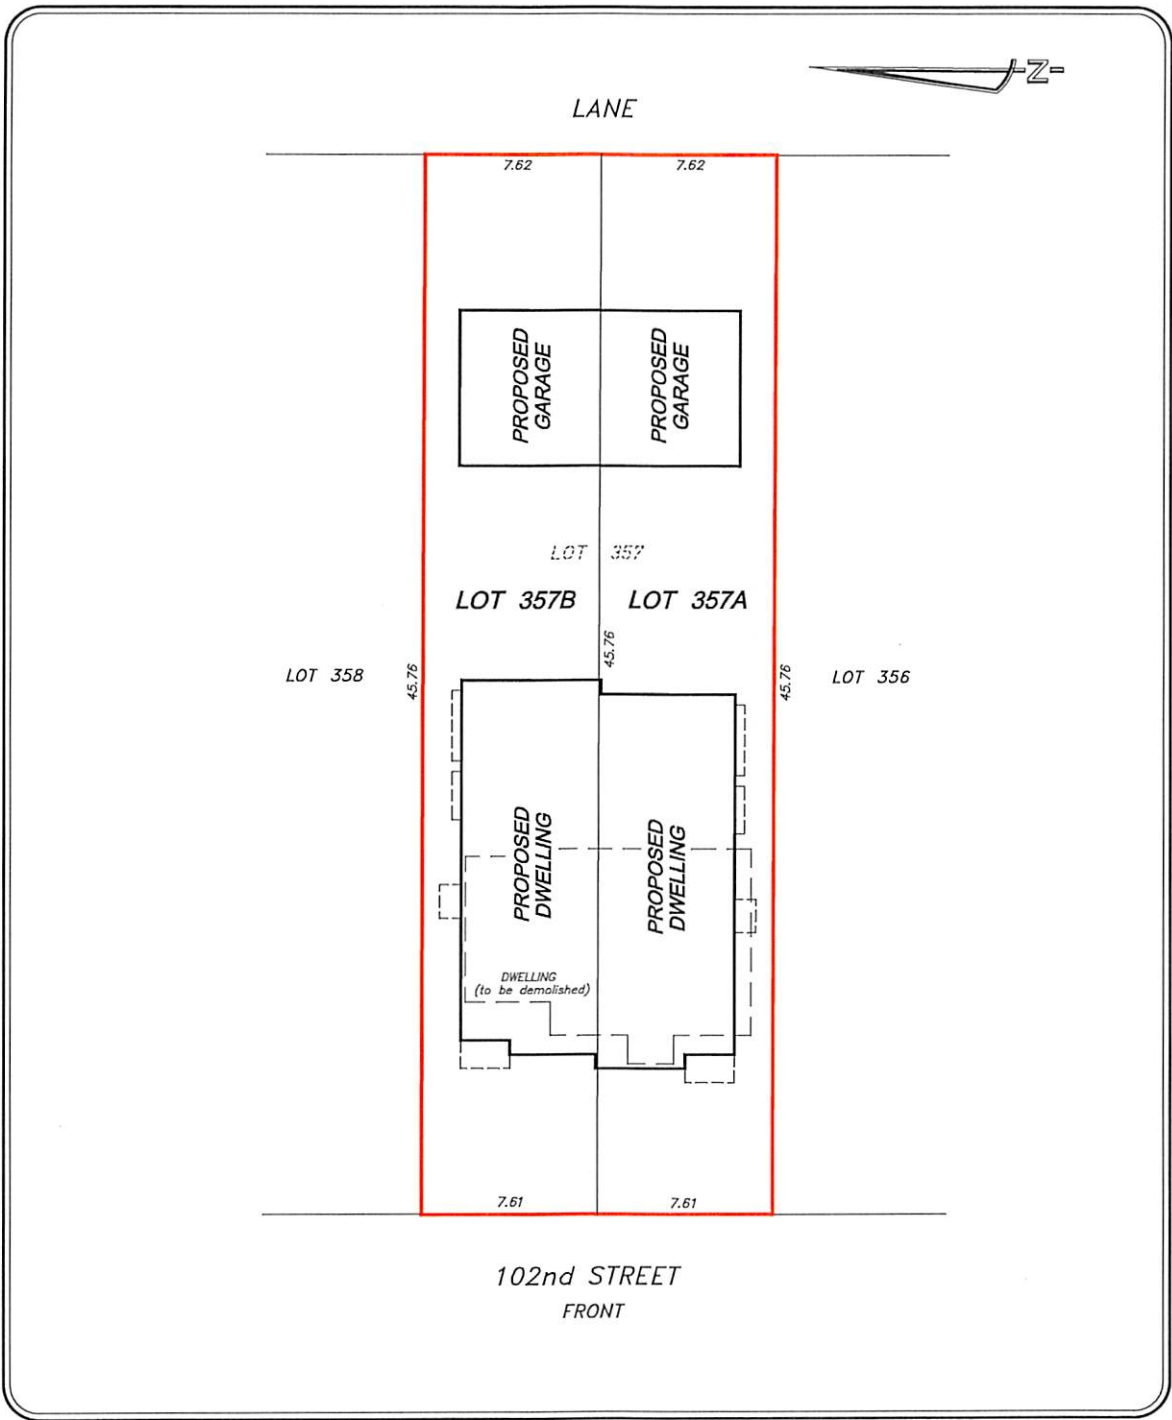 -N-
LANE
7.62
7.62
PROPOSED
GARAGE
PROPOSED
GARAGE
LOT 357
LOT 357B
LOT 357A
45.76
LOT 358
45.76
45.76
LOT 356
PROPOSED
DWELLING
PROPOSED
DWELLING
DWELLING
(to be demolished)
7.61
7.61
102nd STREET
FRONT